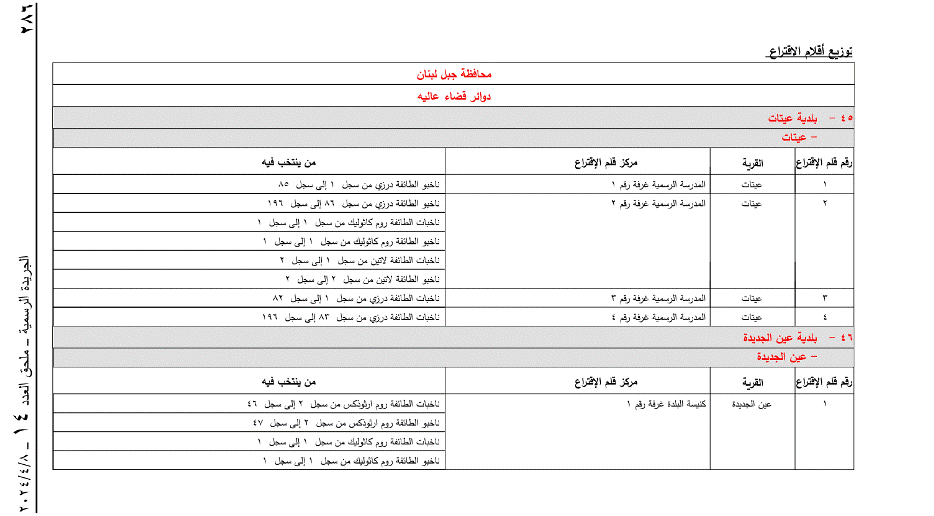 توزيع أقلام الإقتراع
محافظة جبل لبنان
دوائر قضاء عاليه
٤٥ - بلدية عيتات
- عيتات
رقم قلم الإقتراع القرية مركز قلم الإقتراع من ينتخب فيه
١ عيتات المدرسة الرسمية غرفة رقم ١ ناخبو الطائفة درزي من سجل ١ إلى سجل ٨٥
٢ عيتات المدرسة الرسمية غرفة رقم ٢ ناخبو الطائفة درزي من سجل ٨٦ إلى سجل ١٩٦
ناخبات الطائفة روم كاثوليك من سجل ١ إلى سجل ١
ناخبو الطائفة روم كاثوليك من سجل ١ إلى سجل ١
ناخبات الطائفة لاتين من سجل ١ إلى سجل ٢
ناخبو الطائفة لاتين من سجل ٢ إلى سجل ٢
٣ عيتات المدرسة الرسمية غرفة رقم ٣ ناخبات الطائفة درزي من سجل ١ إلى سجل ٨٢
٤ عيتات المدرسة الرسمية غرفة رقم ٤ ناخبات الطائفة درزي من سجل ٨٣ إلى سجل ١٩٦
٤٦ - بلدية عين الجديدة
- عين الجديدة
رقم قلم الإقتراع القرية مركز قلم الإقتراع من ينتخب فيه
١ عين الجديدة كنيسة البلدة غرفة رقم ١ ناخبات الطائفة روم ارثوذكس من سجل ٢ إلى سجل ٤٦
ناخبو الطائفة روم ارثوذكس من سجل ٢ إلى سجل ٤٧
ناخبات الطائفة روم كاثوليك من سجل ١ إلى سجل ١
ناخبو الطائفة روم كاثوليك من سجل ١ إلى سجل ١
٢٨٦
الجريدة الرسمية – ملحق العدد ١٤ – ٢٠٢٤/٤/٨